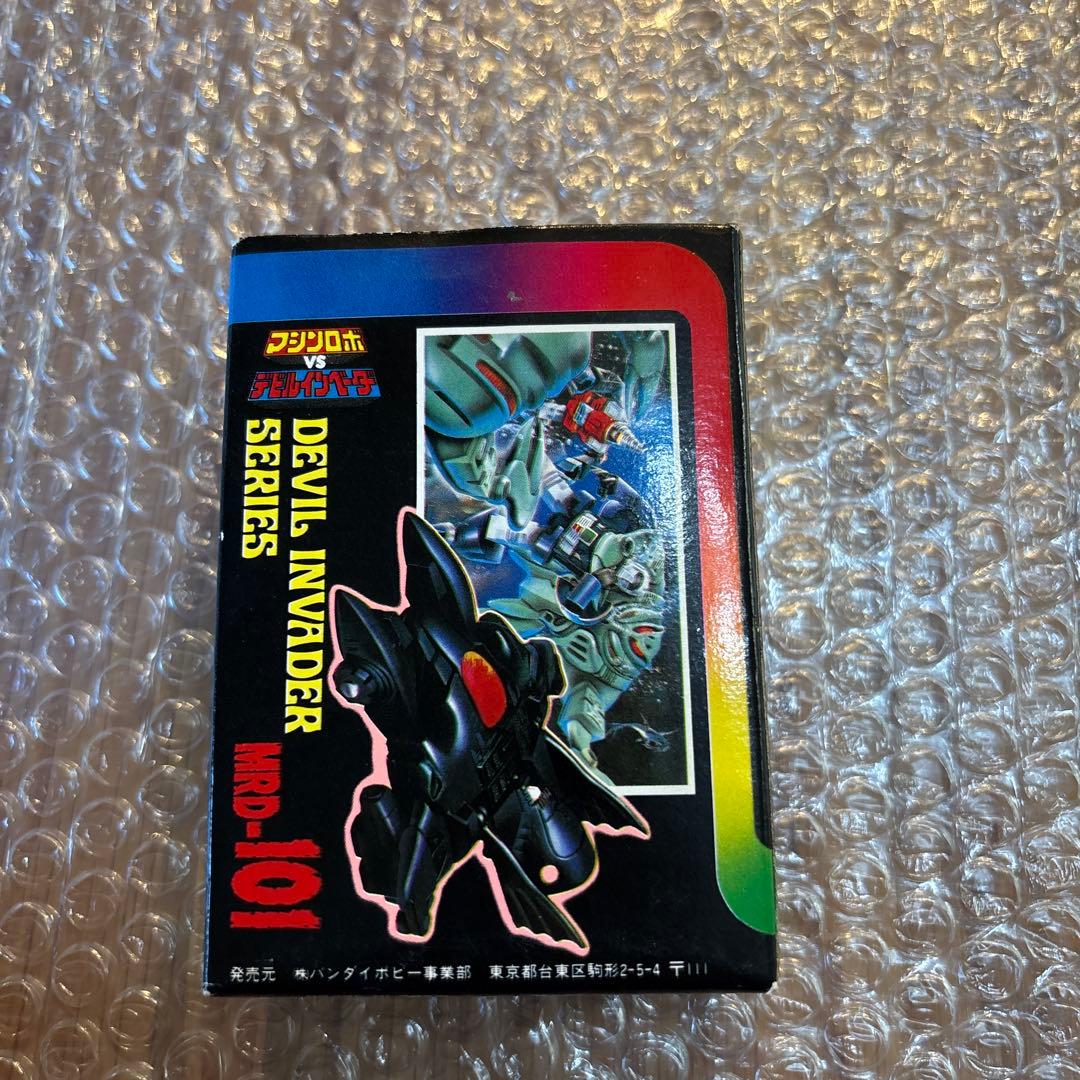 マシンロボ
VS
デビルインベーダー
DEVIL INVADER
SERIES
MRD-101
発売元 ㈱バンダイホビー事業部 東京都台東区駒形2-5-4 〒111